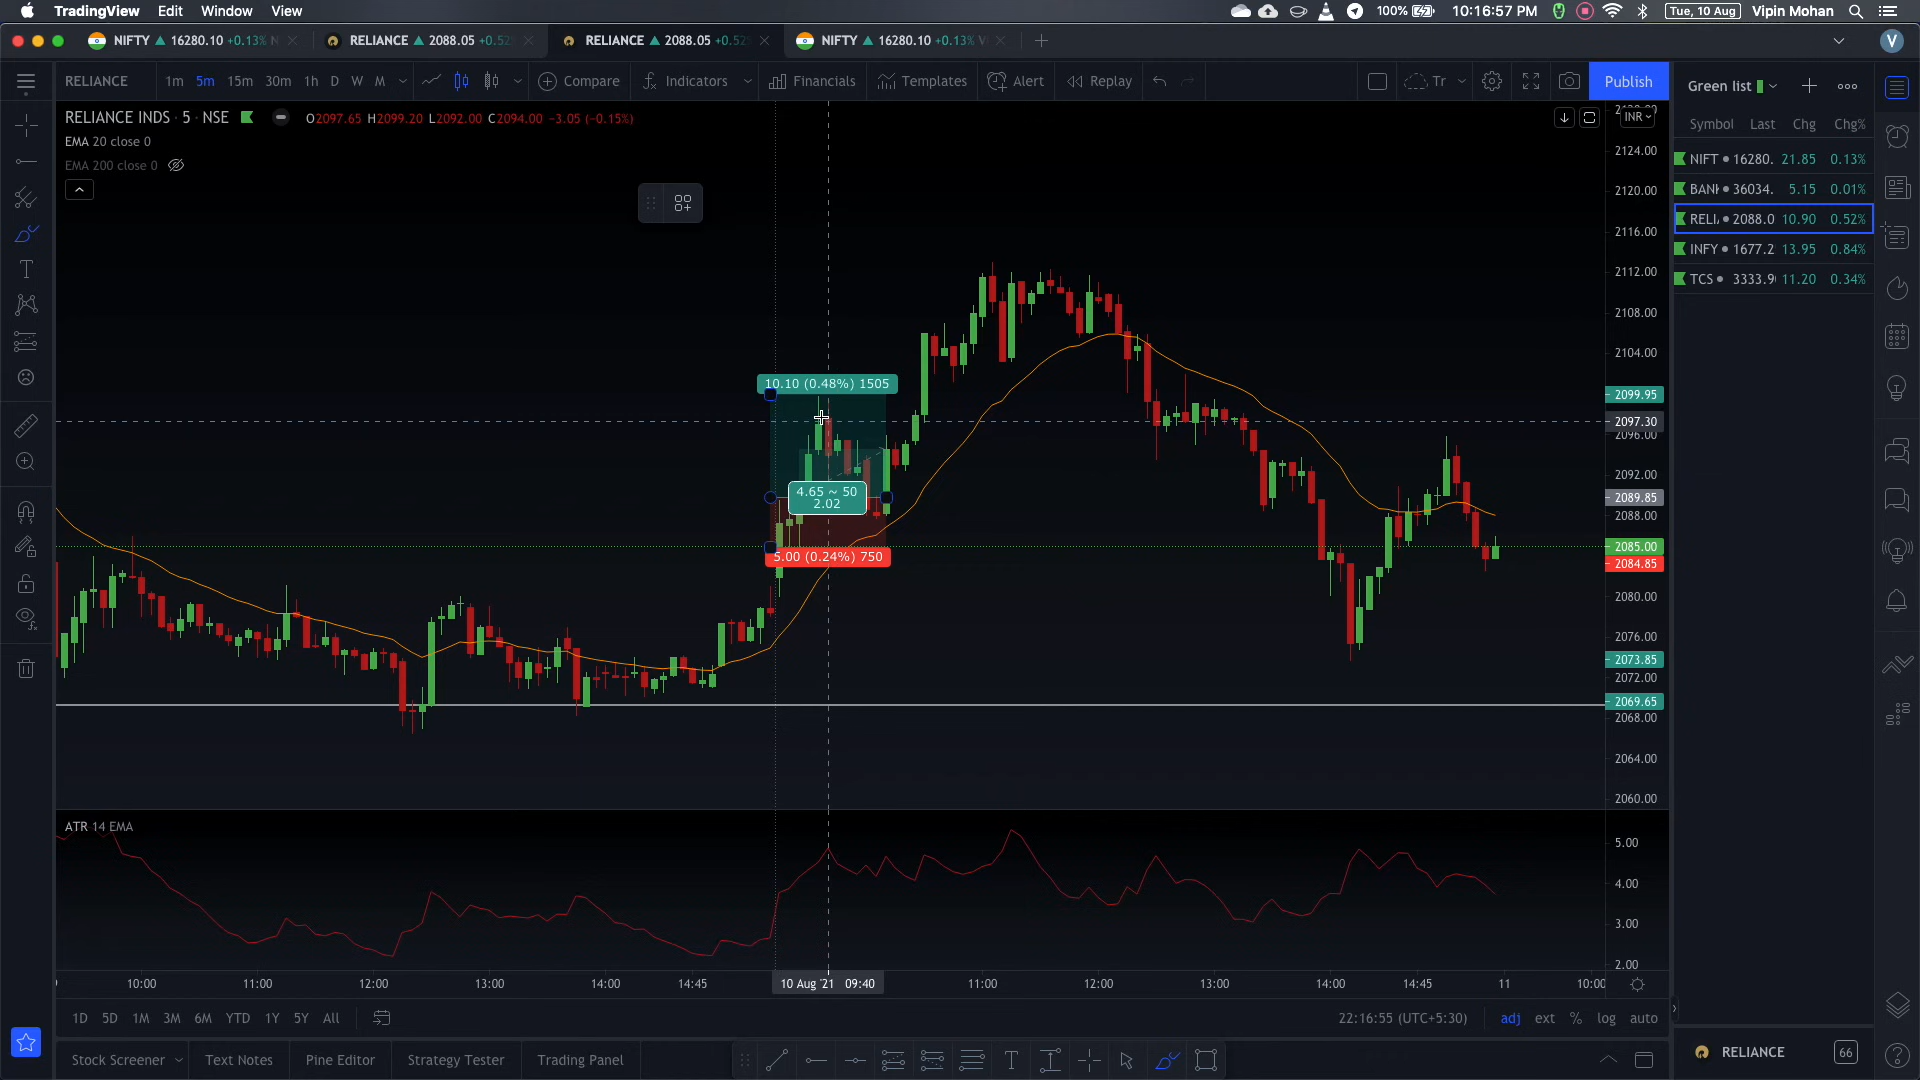 TradingView Edit Window View
100% 10:16:57 PM Tue, 10 Aug Vipin Mohan
NIFTY ▲ 16280.10 +0.13% N
RELIANCE ▲ 2088.05 +0.52%
RELIANCE ▲ 2088.05 +0.52%
NIFTY ▲ 16280.10 +0.13% V
V
RELIANCE 1m 5m 15m 30m 1h D W M Compare Indicators Financials Templates Alert Replay Tr Publish
RELIANCE INDS · 5 · NSE O2097.65 H2099.20 L2092.00 C2094.00 −3.05 (−0.15%)
EMA 20 close 0
EMA 200 close 0
INR
2124.00
2120.00
2116.00
2112.00
2108.00
2104.00
2099.95
2097.30
2096.00
2092.00
2089.85
2088.00
2085.00
2084.85
2080.00
2076.00
2073.85
2072.00
2069.65
2068.00
2064.00
2060.00
10.10 (0.48%) 1505
4.65 ~ 50
2.02
5.00 (0.24%) 750
ATR 14 EMA
5.00
4.00
3.00
2.00
10:00 11:00 12:00 13:00 14:00 14:45 10 Aug '21 09:40 11:00 12:00 13:00 14:00 14:45 11 10:00
1D 5D 1M 3M 6M YTD 1Y 5Y All 22:16:55 (UTC+5:30) adj ext % log auto
Stock Screener Text Notes Pine Editor Strategy Tester Trading Panel
Green list
Symbol Last Chg Chg%
NIFT 16280. 21.85 0.13%
BANK 36034. 5.15 0.01%
RELI 2088.0 10.90 0.52%
INFY 1677.2 13.95 0.84%
TCS 3333.9 11.20 0.34%
RELIANCE 66